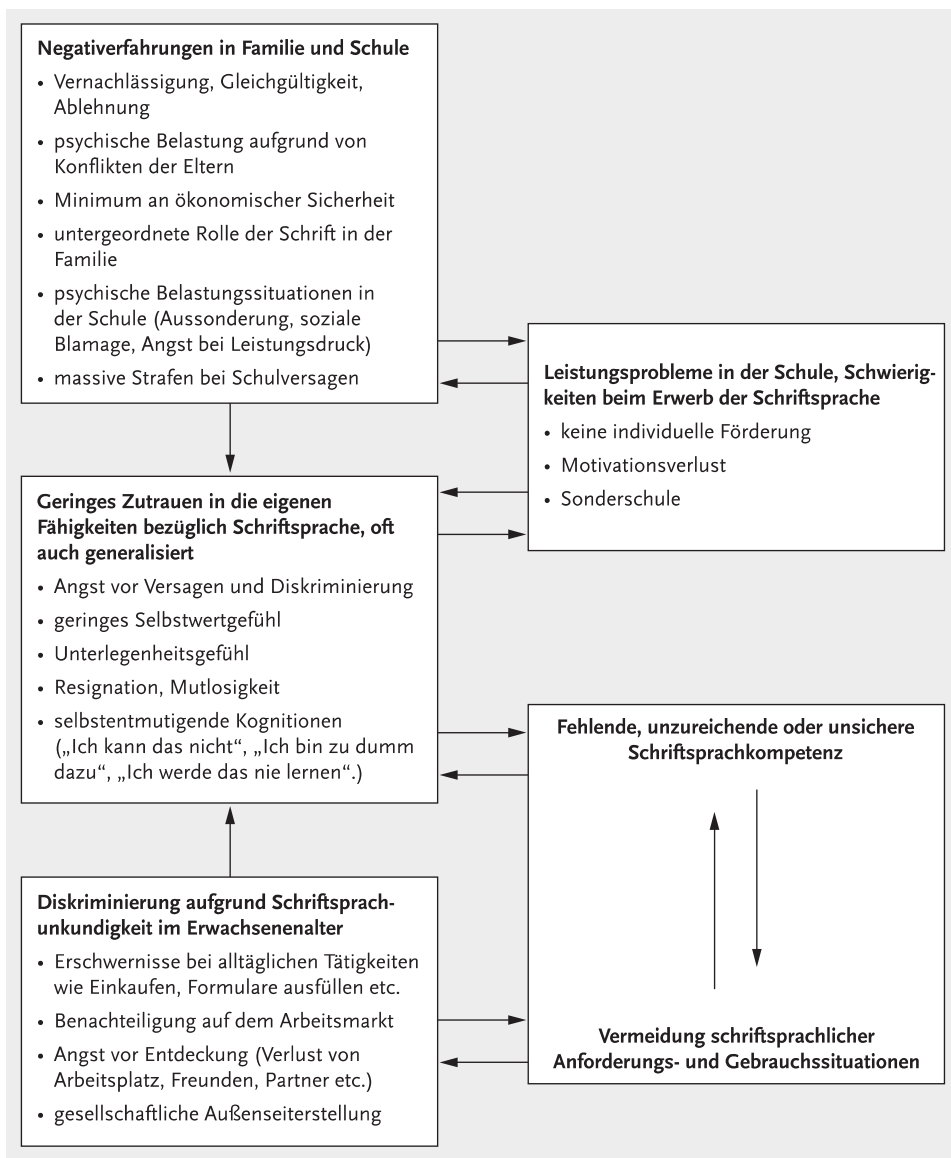 Negativerfahrungen in Familie und Schule
• Vernachlässigung, Gleichgültigkeit,
Ablehnung
• psychische Belastung aufgrund von
Konflikten der Eltern
• Minimum an ökonomischer Sicherheit
• untergeordnete Rolle der Schrift in der
Familie
• psychische Belastungssituationen in
der Schule (Aussonderung, soziale
Blamage, Angst bei Leistungsdruck)
• massive Strafen bei Schulversagen
Leistungsprobleme in der Schule, Schwierig-
keiten beim Erwerb der Schriftsprache
• keine individuelle Förderung
• Motivationsverlust
• Sonderschule
Geringes Zutrauen in die eigenen
Fähigkeiten bezüglich Schriftsprache, oft
auch generalisiert
• Angst vor Versagen und Diskriminierung
• geringes Selbstwertgefühl
• Unterlegenheitsgefühl
• Resignation, Mutlosigkeit
• selbstentmutigende Kognitionen
(„Ich kann das nicht“, „Ich bin zu dumm
dazu“, „Ich werde das nie lernen“.)
Fehlende, unzureichende oder unsichere
Schriftsprachkompetenz
Vermeidung schriftsprachlicher
Anforderungs- und Gebrauchssituationen
Diskriminierung aufgrund Schriftsprach-
unkundigkeit im Erwachsenenalter
• Erschwernisse bei alltäglichen Tätigkeiten
wie Einkaufen, Formulare ausfüllen etc.
• Benachteiligung auf dem Arbeitsmarkt
• Angst vor Entdeckung (Verlust von
Arbeitsplatz, Freunden, Partner etc.)
• gesellschaftliche Außenseiterstellung